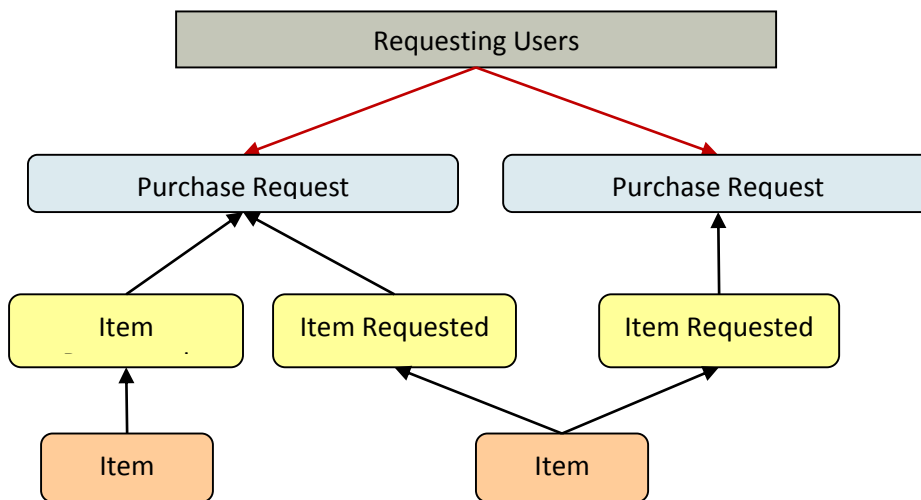 Requesting Users
Purchase Request
Purchase Request
Item
Item Requested
Item Requested
Item
Item